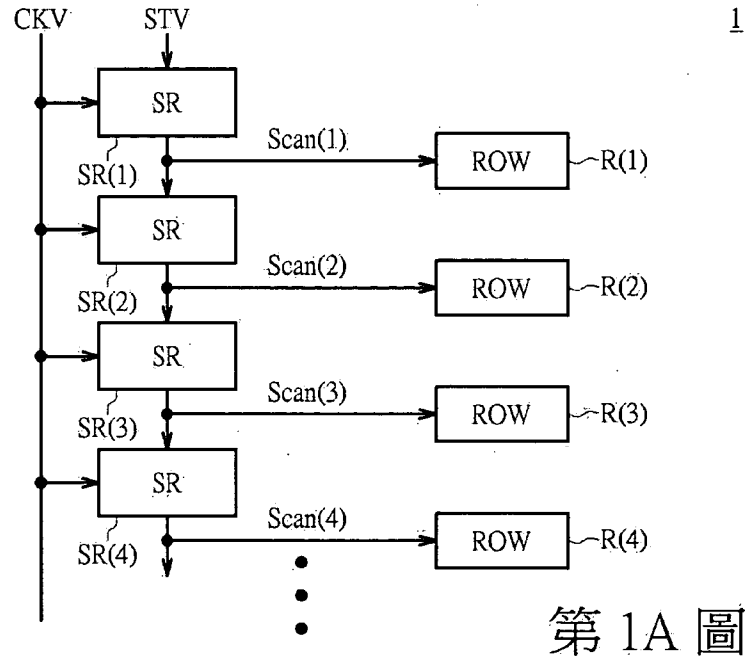 CKV STV 1
SR
Scan(1) ROW R(1)
SR(1)
SR
Scan(2) ROW R(2)
SR(2)
SR
Scan(3) ROW R(3)
SR(3)
SR
Scan(4) ROW R(4)
SR(4)
第 1A 圖